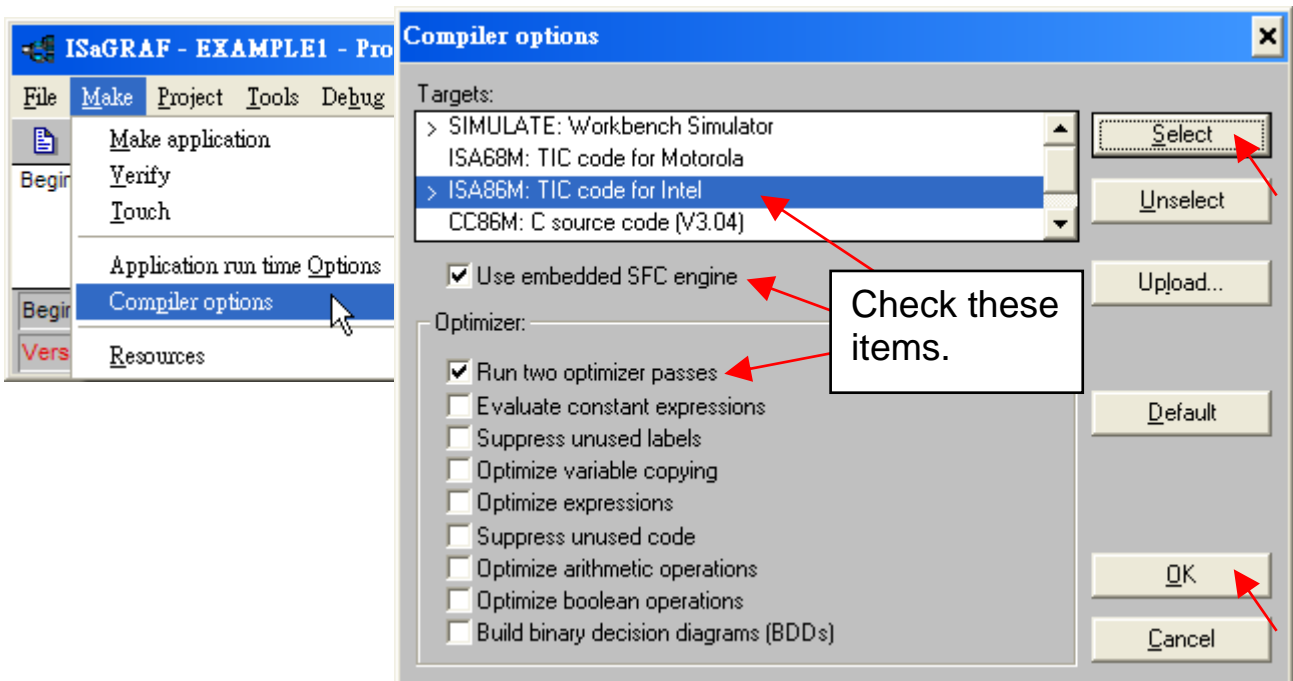 ISaGRAF - EXAMPLE1 - Pro
File Make Project Tools Debug
Make application
Verify
Touch
Application run time Options
Compiler options
Resources
Begin
Begin
Vers
Compiler options
Targets:
> SIMULATE: Workbench Simulator
ISA68M: TIC code for Motorola
> ISA86M: TIC code for Intel
CC86M: C source code (V3.04)
Use embedded SFC engine
Optimizer:
Run two optimizer passes
Evaluate constant expressions
Suppress unused labels
Optimize variable copying
Optimize expressions
Suppress unused code
Optimize arithmetic operations
Optimize boolean operations
Build binary decision diagrams (BDDs)
Check these
items.
Select
Unselect
Upload...
Default
OK
Cancel